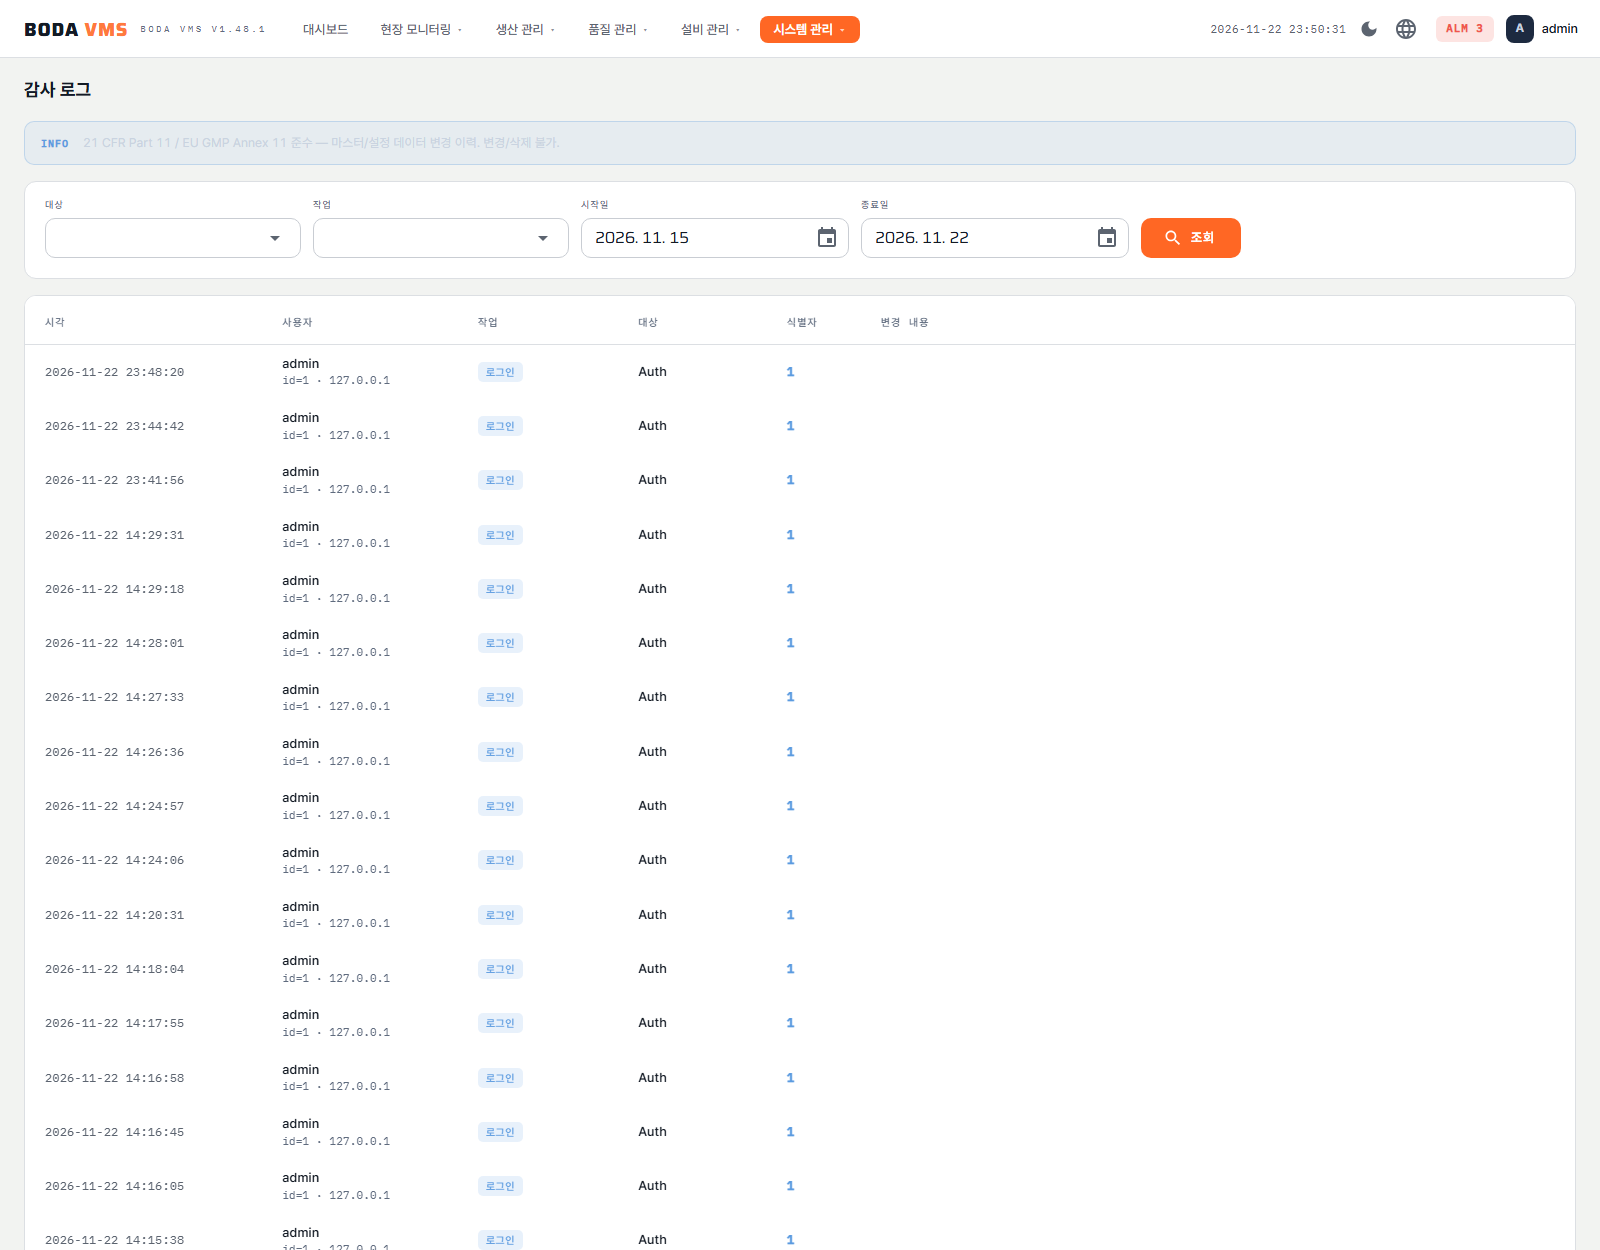 BODA VMS BODA VMS V1.48.1 대시보드 현장 모니터링 생산 관리 품질 관리 설비 관리 시스템 관리 2026-11-22 23:50:31 ALM 3 A admin
감사 로그
INFO 21 CFR Part 11 / EU GMP Annex 11 준수 — 마스터/설정 데이터 변경 이력. 변경/삭제 불가.
대상 작업 시작일 종료일
2026. 11. 15 2026. 11. 22 조회
시각 사용자 작업 대상 식별자 변경 내용
2026-11-22 23:48:20 admin 로그인 Auth 1
id=1 · 127.0.0.1
2026-11-22 23:44:42 admin 로그인 Auth 1
id=1 · 127.0.0.1
2026-11-22 23:41:56 admin 로그인 Auth 1
id=1 · 127.0.0.1
2026-11-22 14:29:31 admin 로그인 Auth 1
id=1 · 127.0.0.1
2026-11-22 14:29:18 admin 로그인 Auth 1
id=1 · 127.0.0.1
2026-11-22 14:28:01 admin 로그인 Auth 1
id=1 · 127.0.0.1
2026-11-22 14:27:33 admin 로그인 Auth 1
id=1 · 127.0.0.1
2026-11-22 14:26:36 admin 로그인 Auth 1
id=1 · 127.0.0.1
2026-11-22 14:24:57 admin 로그인 Auth 1
id=1 · 127.0.0.1
2026-11-22 14:24:06 admin 로그인 Auth 1
id=1 · 127.0.0.1
2026-11-22 14:20:31 admin 로그인 Auth 1
id=1 · 127.0.0.1
2026-11-22 14:18:04 admin 로그인 Auth 1
id=1 · 127.0.0.1
2026-11-22 14:17:55 admin 로그인 Auth 1
id=1 · 127.0.0.1
2026-11-22 14:16:58 admin 로그인 Auth 1
id=1 · 127.0.0.1
2026-11-22 14:16:45 admin 로그인 Auth 1
id=1 · 127.0.0.1
2026-11-22 14:16:05 admin 로그인 Auth 1
id=1 · 127.0.0.1
2026-11-22 14:15:38 admin 로그인 Auth 1
id=1 · 127.0.0.1